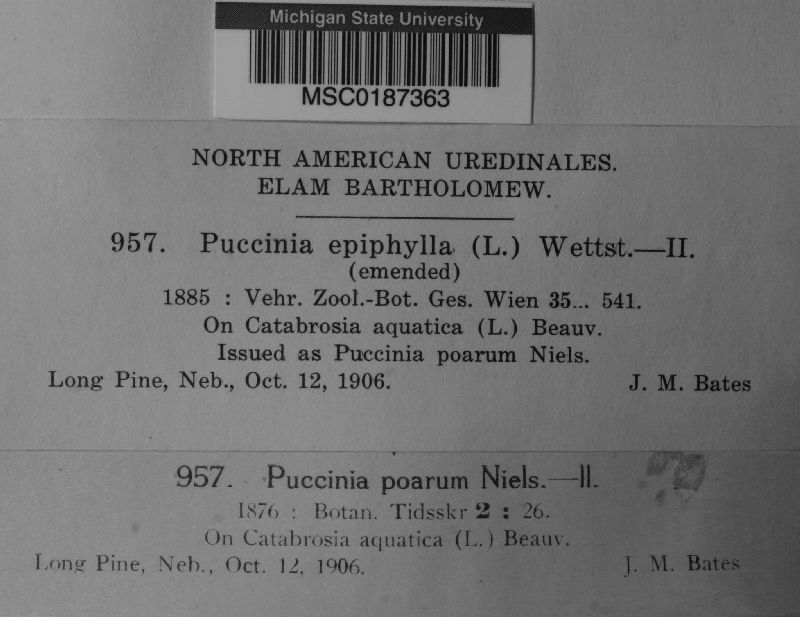 Michigan State University
MSC0187363
NORTH AMERICAN UREDINALES.
ELAM BARTHOLOMEW.
957. Puccinia epiphylla (L.) Wettst.—II.
(emended)
1885 : Vehr. Zool.-Bot. Ges. Wien 35... 541.
On Catabrosia aquatica (L.) Beauv.
Issued as Puccinia poarum Niels.
Long Pine, Neb., Oct. 12, 1906. J. M. Bates
957. Puccinia poarum Niels.—II.
1876 : Botan. Tidsskr 2 : 26.
On Catabrosia aquatica (L.) Beauv.
Long Pine, Neb., Oct. 12, 1906. J. M. Bates